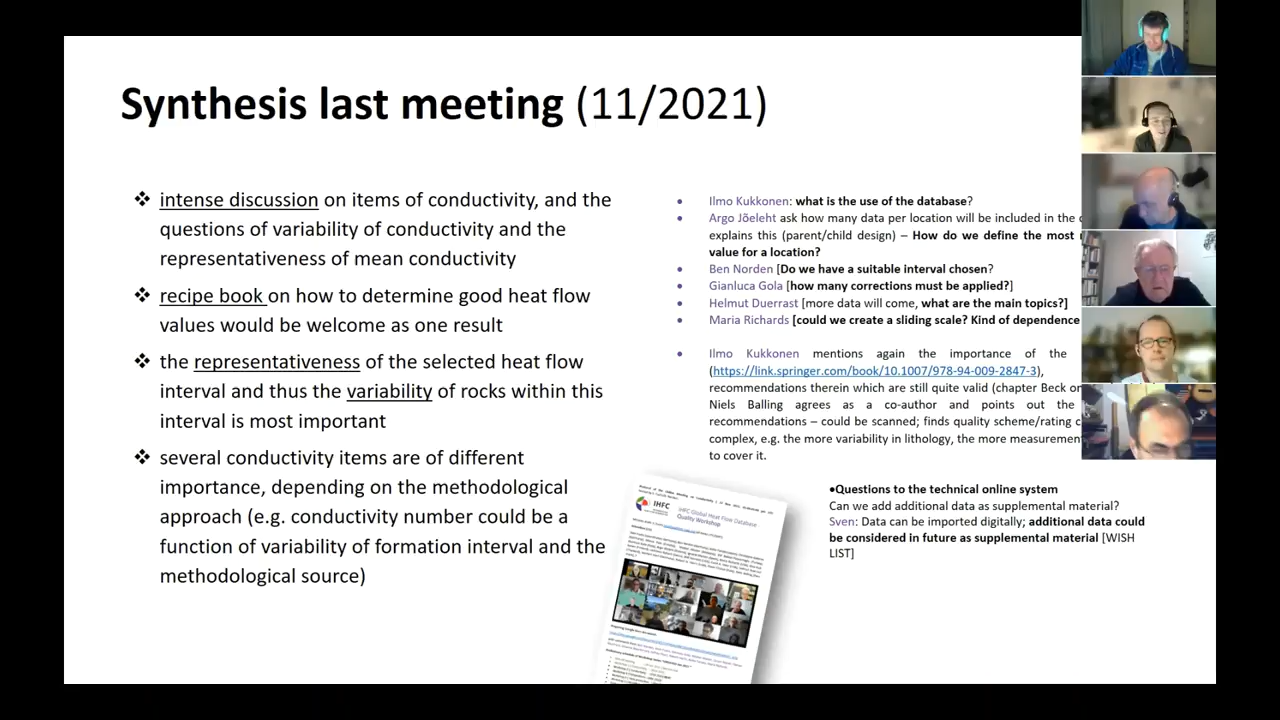 Synthesis last meeting (11/2021)
❖ intense discussion on items of conductivity, and the
questions of variability of conductivity and the
representativeness of mean conductivity
❖ recipe book on how to determine good heat flow
values would be welcome as one result
❖ the representativeness of the selected heat flow
interval and thus the variability of rocks within this
interval is most important
❖ several conductivity items are of different
importance, depending on the methodological
approach (e.g. conductivity number could be a
function of variability of formation interval and the
methodological source)
• Ilmo Kukkonen: what is the use of the database?
• Argo Jõeleht ask how many data per location will be included in the
explains this (parent/child design) – How do we define the most
value for a location?
• Ben Norden [Do we have a suitable interval chosen?
• Gianluca Gola [how many corrections must be applied?]
• Helmut Duerrast [more data will come, what are the main topics?]
• Maria Richards [could we create a sliding scale? Kind of dependence
• Ilmo Kukkonen mentions again the importance of the
(https://link.springer.com/book/10.1007/978-94-009-2847-3),
recommendations therein which are still quite valid (chapter Beck
Niels Balling agrees as a co-author and points out the
recommendations – could be scanned; finds quality scheme/rating
complex, e.g. the more variability in lithology, the more measurement
to cover it.
•Questions to the technical online system
Can we add additional data as supplemental material?
Sven: Data can be imported digitally; additional data could
be considered in future as supplemental material [WISH
LIST]
IHFC
IHFC Global Heat Flow Database
Quality Workshop